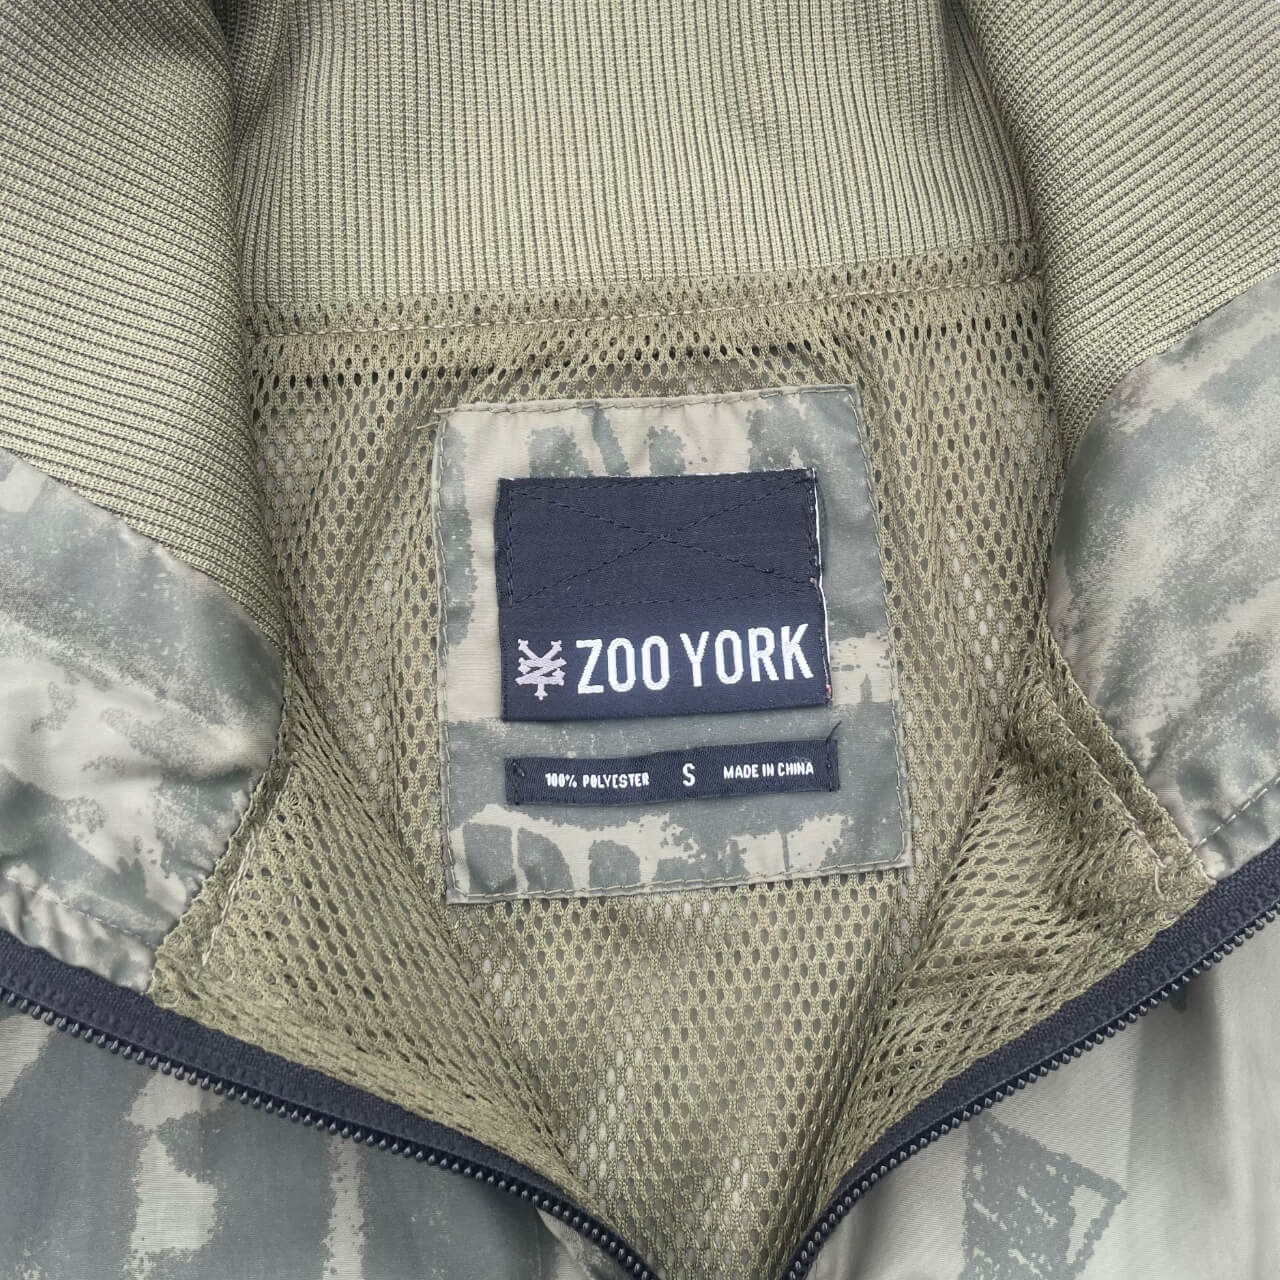 ZOO YORK
100% POLYESTER S MADE IN CHINA